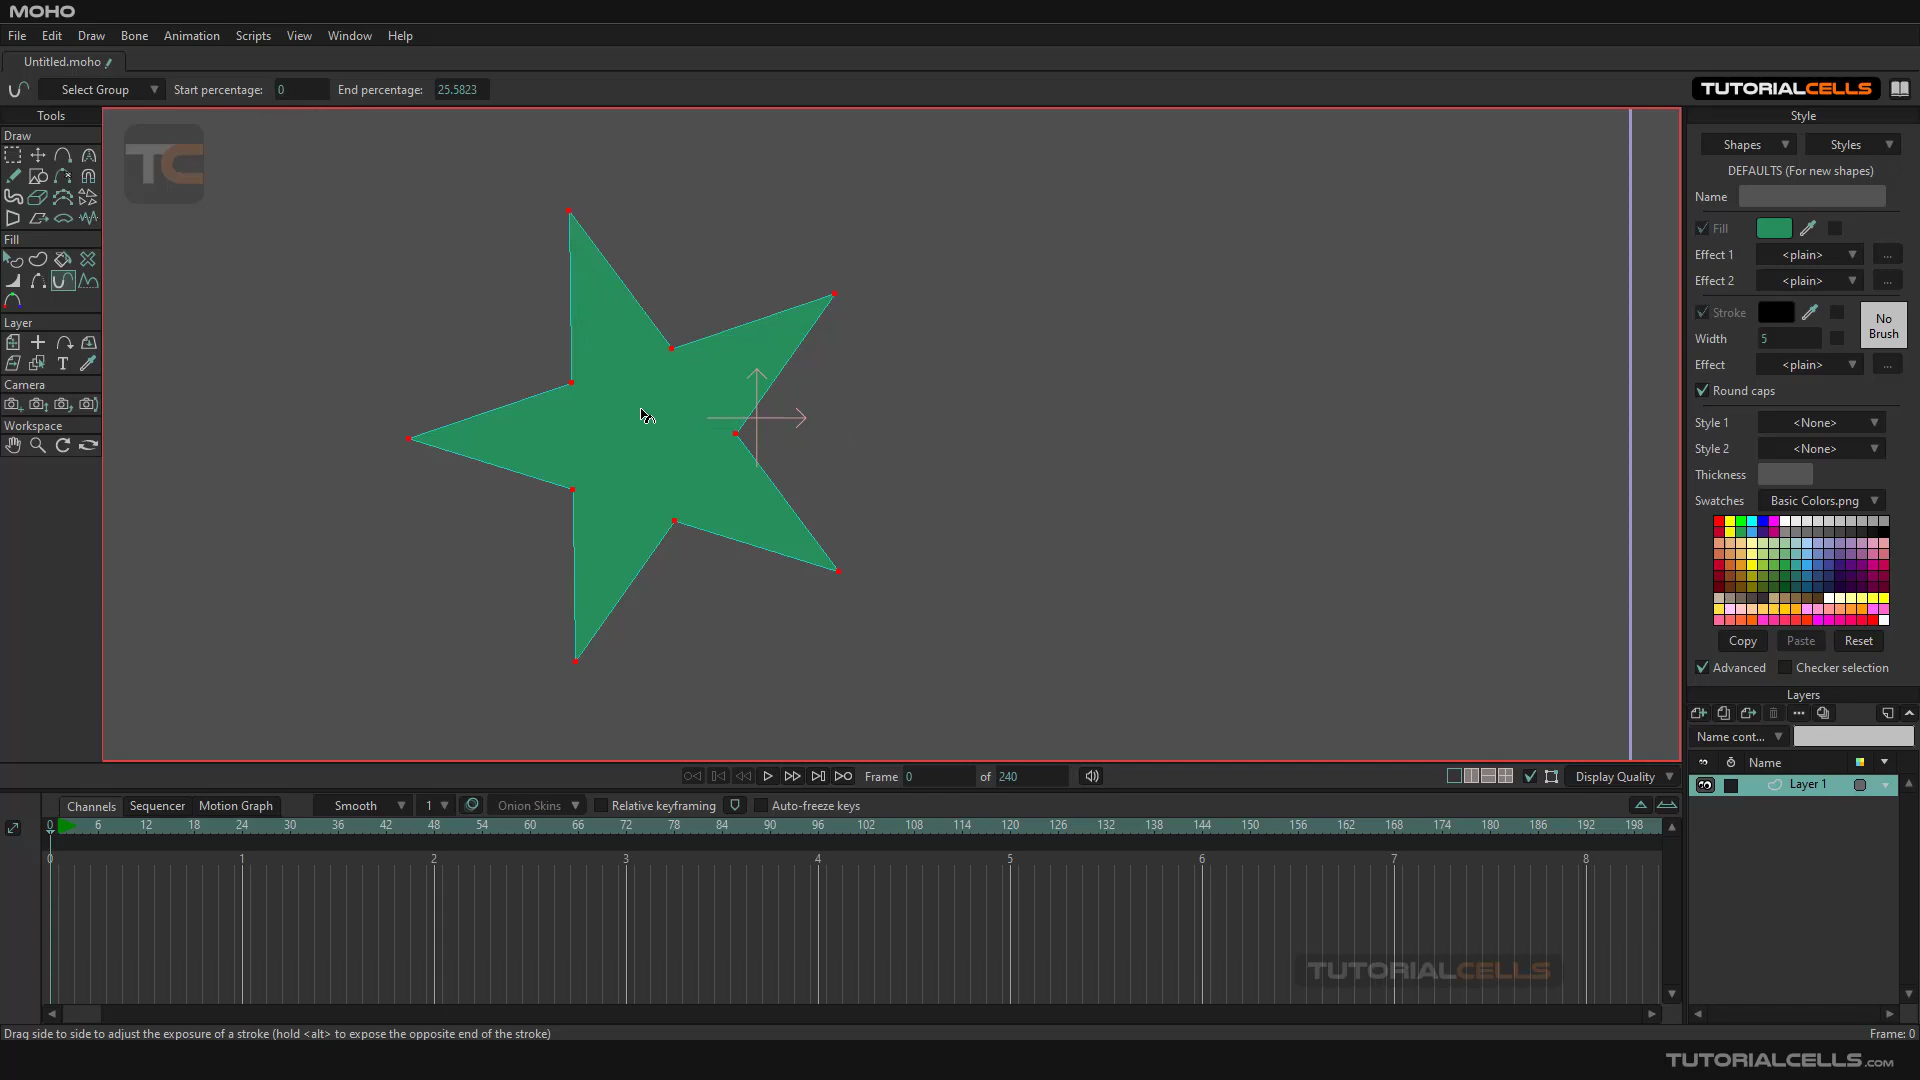 MOHO
File Edit Draw Bone Animation Scripts View Window Help
Untitled.moho
Select Group Start percentage: 0 End percentage: 25.5823
TUTORIALCELLS
Tools
Style
Draw
TC
Shapes Styles
DEFAULTS (For new shapes)
Name
Fill
Fill
Effect 1 <plain> ...
Effect 2 <plain> ...
Stroke
No Brush
Layer
Width 5
Effect <plain> ...
Camera
Round caps
Workspace
Style 1 <None>
Style 2 <None>
Thickness
Swatches Basic Colors.png
Copy Paste Reset
Advanced Checker selection
Layers
Name cont...
Name
Layer 1
Frame 0 of 240 Display Quality
Channels Sequencer Motion Graph Smooth 1 Onion Skins Relative keyframing Auto-freeze keys
0 6 12 18 24 30 36 42 48 54 60 66 72 78 84 90 96 102 108 114 120 126 132 138 144 150 156 162 168 174 180 186 192 198
0 1 2 3 4 5 6 7 8
TUTORIALCELLS
Drag side to side to adjust the exposure of a stroke (hold <alt> to expose the opposite end of the stroke) Frame: 0
TUTORIALCELLS.COM